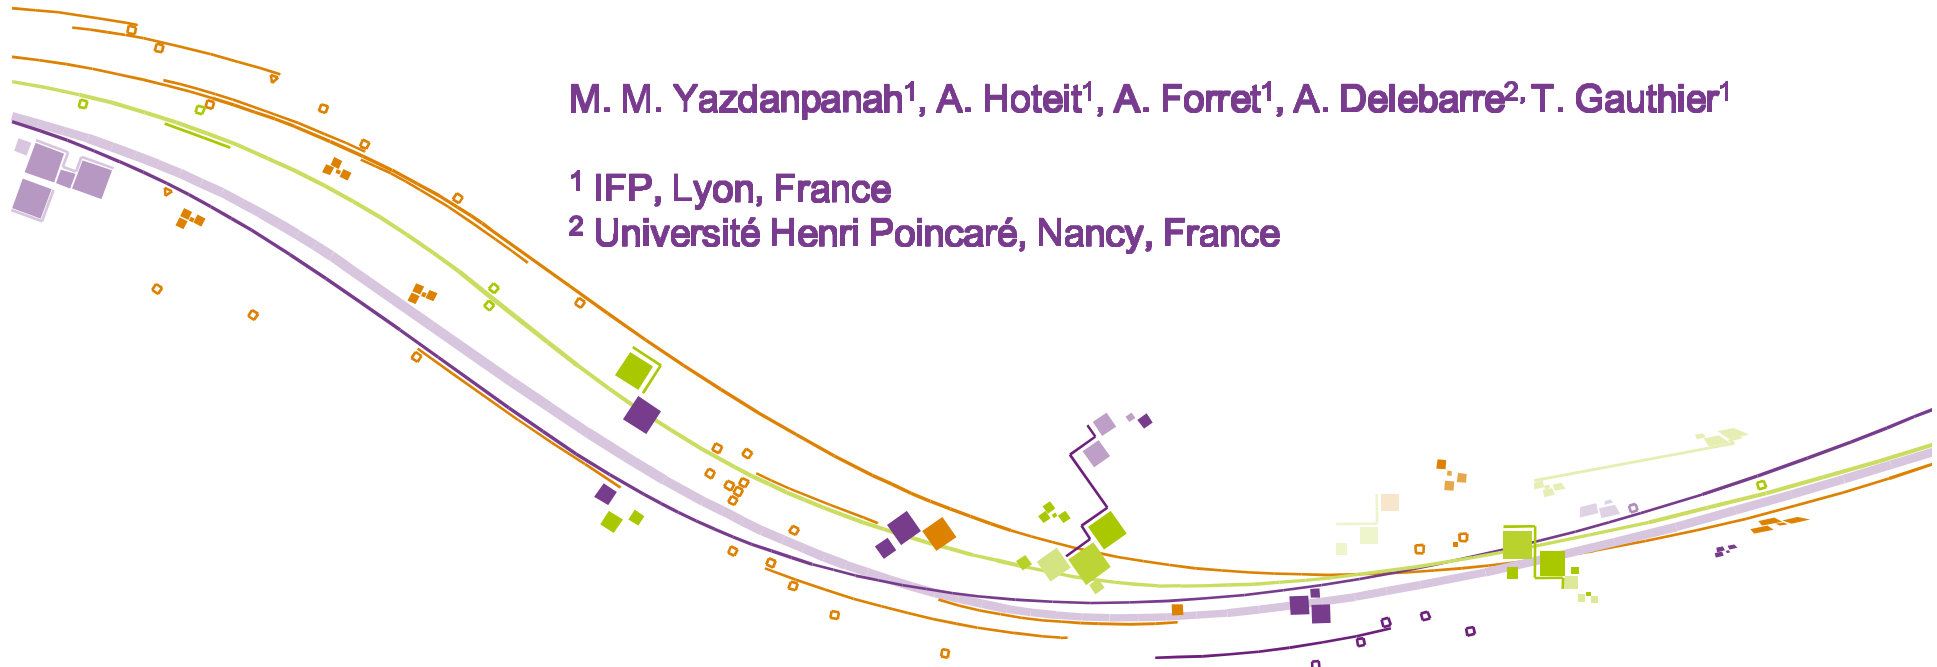 M. M. Yazdanpanah¹, A. Hoteit¹, A. Forret¹, A. Delebarre²,T. Gauthier¹
¹ IFP, Lyon, France
² Université Henri Poincaré, Nancy, France